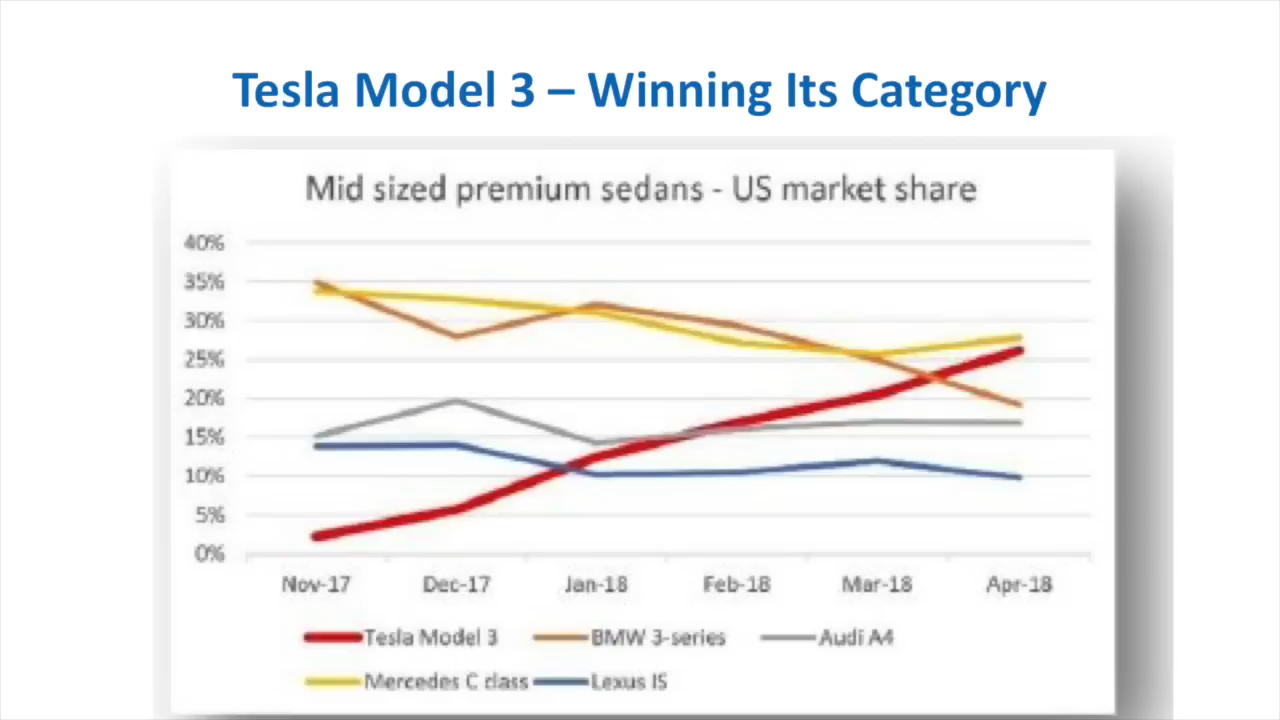 Tesla Model 3 – Winning Its Category
Mid sized premium sedans - US market share
40%
35%
30%
25%
20%
15%
10%
5%
0%
Nov-17 Dec-17 Jan-18 Feb-18 Mar-18 Apr-18
Tesla Model 3 BMW 3-series Audi A4
Mercedes C class Lexus IS